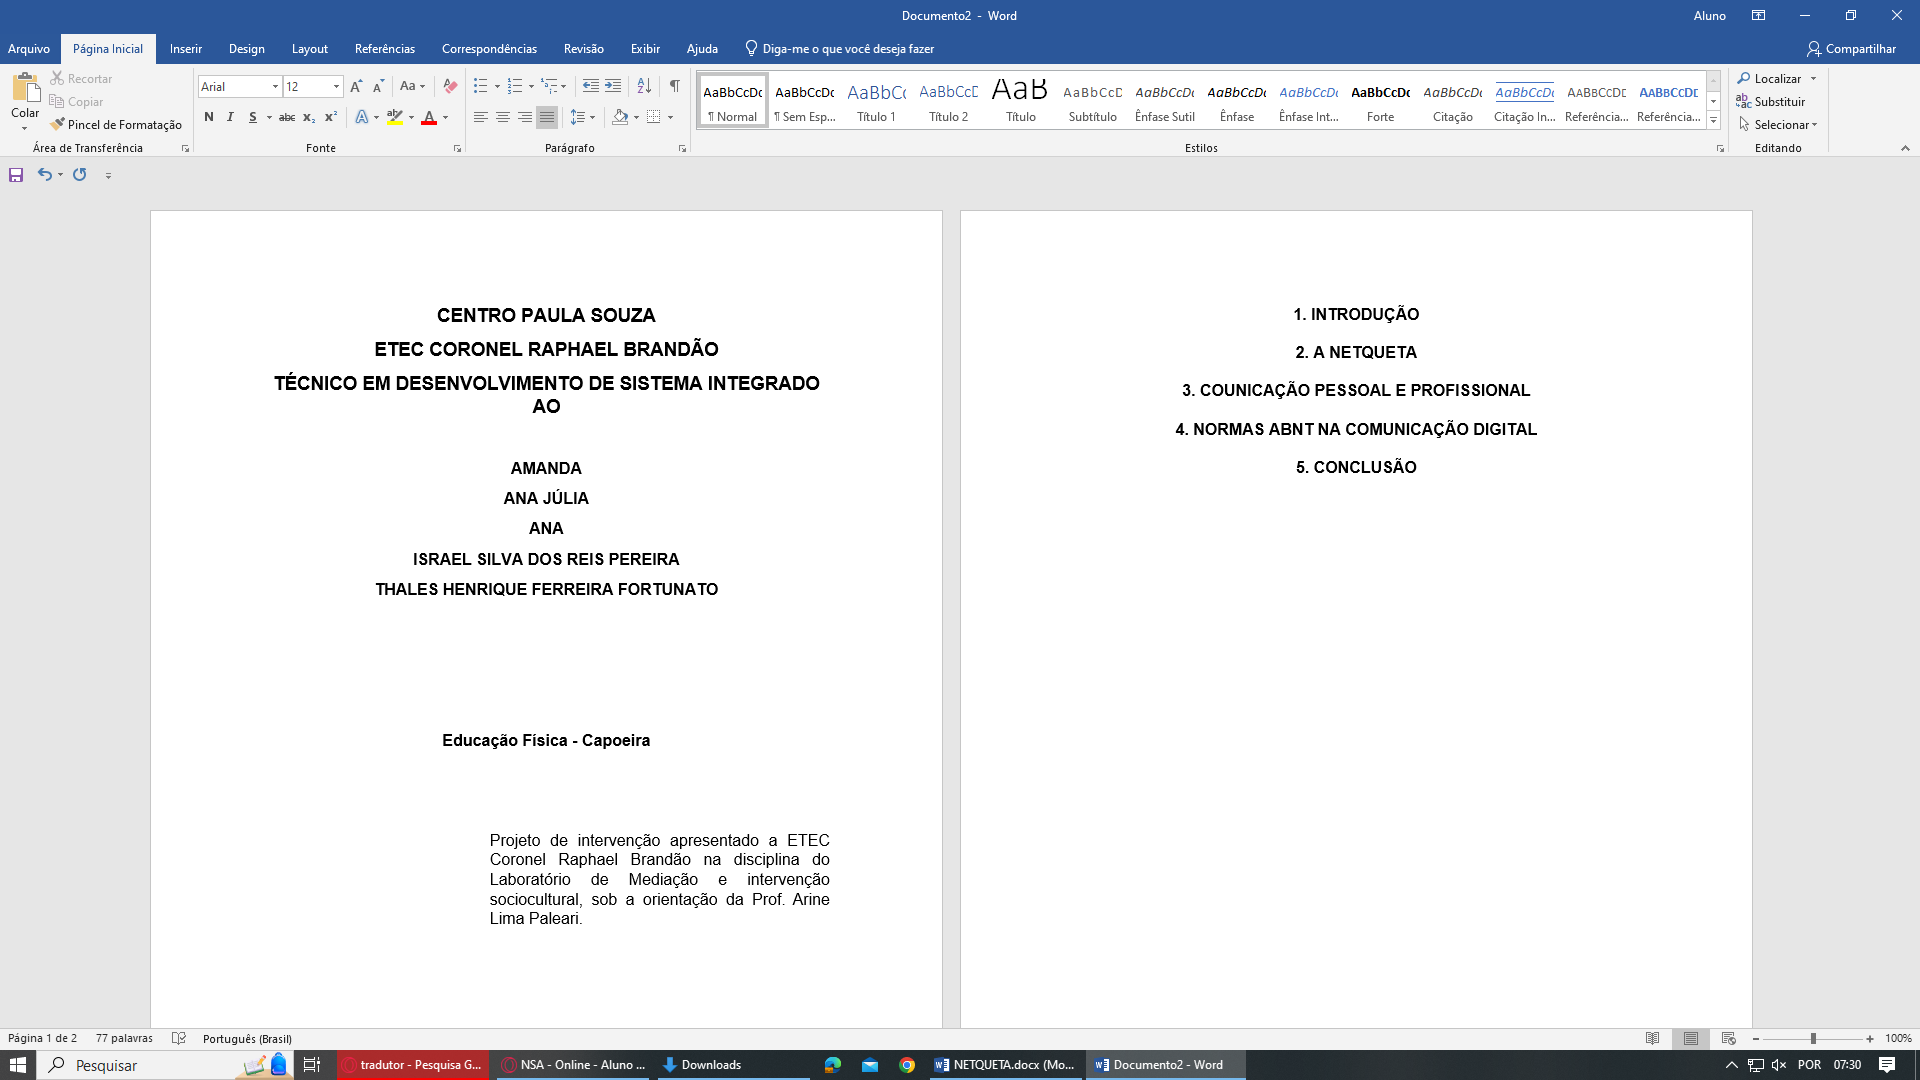 Documento2 - Word
Aluno
Arquivo
Página Inicial
Inserir
Design
Layout
Referências
Correspondências
Revisão
Exibir
Ajuda
Diga-me o que você deseja fazer
Compartilhar
Colar
Recortar
Copiar
Pincel de Formatação
Área de Transferência
Arial
12
Aa
N I S abc x₂ x² A A
Fonte
Parágrafo
AaBbCcDc
¶ Normal
AaBbCcDc
¶ Sem Esp...
AaBbCc
Título 1
AaBbCcD
Título 2
AaB
Título
AaBbCcD
Subtítulo
AaBbCcDc
Ênfase Sutil
AaBbCcDc
Ênfase
AaBbCcDc
Ênfase Int...
AaBbCcDc
Forte
AaBbCcDc
Citação
AaBbCcDc
Citação In...
AABBCCDE
Referência...
AABBCCDE
Referência...
Estilos
Localizar
Substituir
Selecionar
Editando
CENTRO PAULA SOUZA
ETEC CORONEL RAPHAEL BRANDÃO
TÉCNICO EM DESENVOLVIMENTO DE SISTEMA INTEGRADO
AO
AMANDA
ANA JÚLIA
ANA
ISRAEL SILVA DOS REIS PEREIRA
THALES HENRIQUE FERREIRA FORTUNATO
Educação Física - Capoeira
Projeto de intervenção apresentado a ETEC
Coronel Raphael Brandão na disciplina do
Laboratório de Mediação e intervenção
sociocultural, sob a orientação da Prof. Arine
Lima Paleari.
1. INTRODUÇÃO
2. A NETQUETA
3. COUNICAÇÃO PESSOAL E PROFISSIONAL
4. NORMAS ABNT NA COMUNICAÇÃO DIGITAL
5. CONCLUSÃO
Página 1 de 2
77 palavras
Português (Brasil)
100%
Pesquisar
tradutor - Pesquisa G...
NSA - Online - Aluno ...
Downloads
NETQUETA.docx (Mo...
Documento2 - Word
POR
07:30